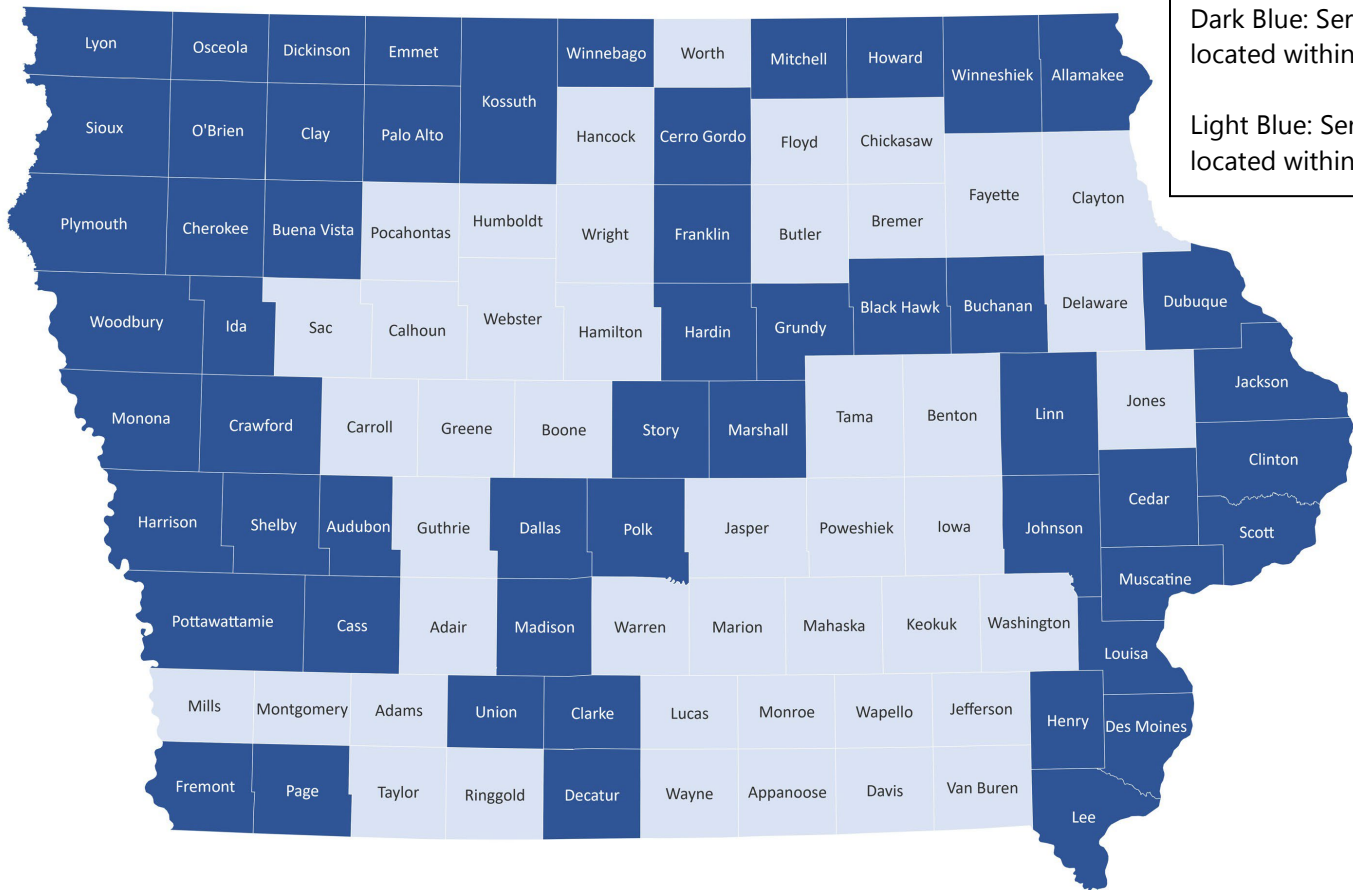 Dark Blue: Ser
located within
Light Blue: Ser
located within
Lyon Osceola Dickinson Emmet Winnebago Worth Mitchell Howard Winneshiek Allamakee
Sioux O'Brien Clay Palo Alto Kossuth Hancock Cerro Gordo Floyd Chickasaw
Plymouth Cherokee Buena Vista Pocahontas Humboldt Wright Franklin Butler Bremer Fayette Clayton
Woodbury Ida Sac Calhoun Webster Hamilton Hardin Grundy Black Hawk Buchanan Delaware Dubuque
Monona Crawford Carroll Greene Boone Story Marshall Tama Benton Linn Jones Jackson
Clinton
Harrison Shelby Audubon Guthrie Dallas Polk Jasper Poweshiek Iowa Johnson Cedar Scott
Muscatine
Pottawattamie Cass Adair Madison Warren Marion Mahaska Keokuk Washington Louisa
Mills Montgomery Adams Union Clarke Lucas Monroe Wapello Jefferson Henry Des Moines
Fremont Page Taylor Ringgold Decatur Wayne Appanoose Davis Van Buren Lee